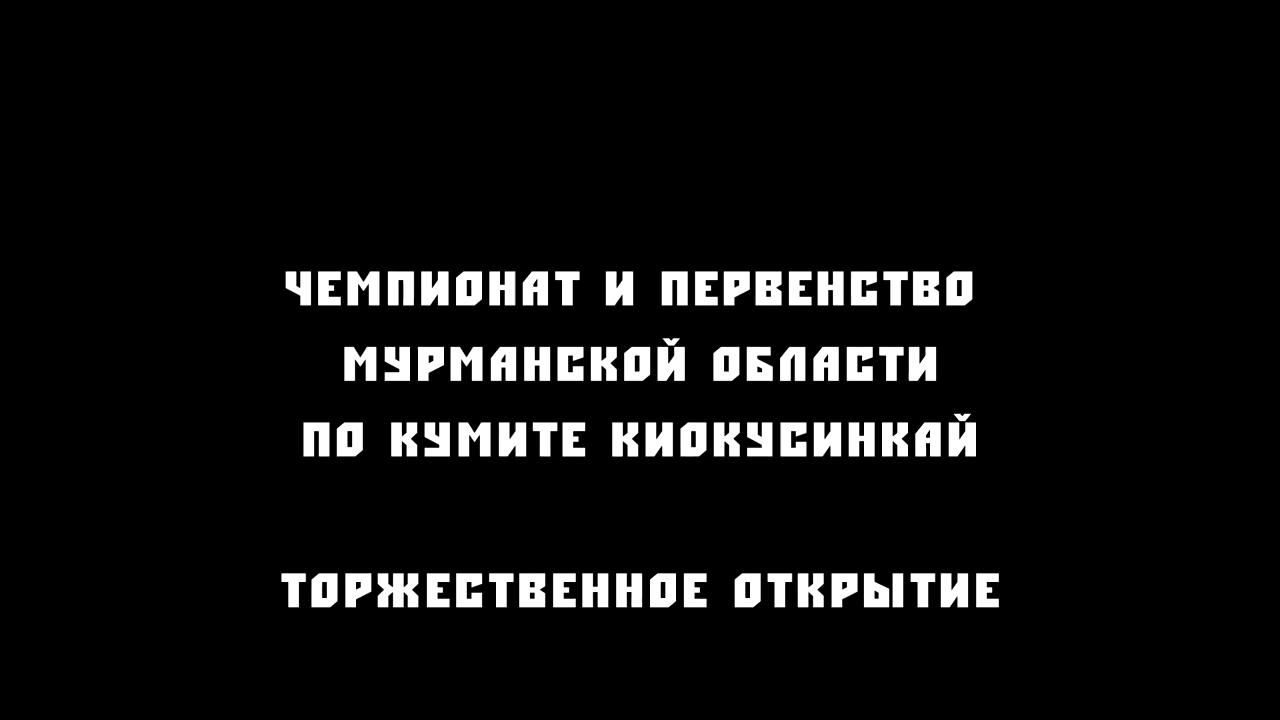 ЧЕМПИОНАТ И ПЕРВЕНСТВО
МУРМАНСКОЙ ОБЛАСТИ
ПО КУМИТЕ КИОКУСИНКАЙ
ТОРЖЕСТВЕННОЕ ОТКРЫТИЕ